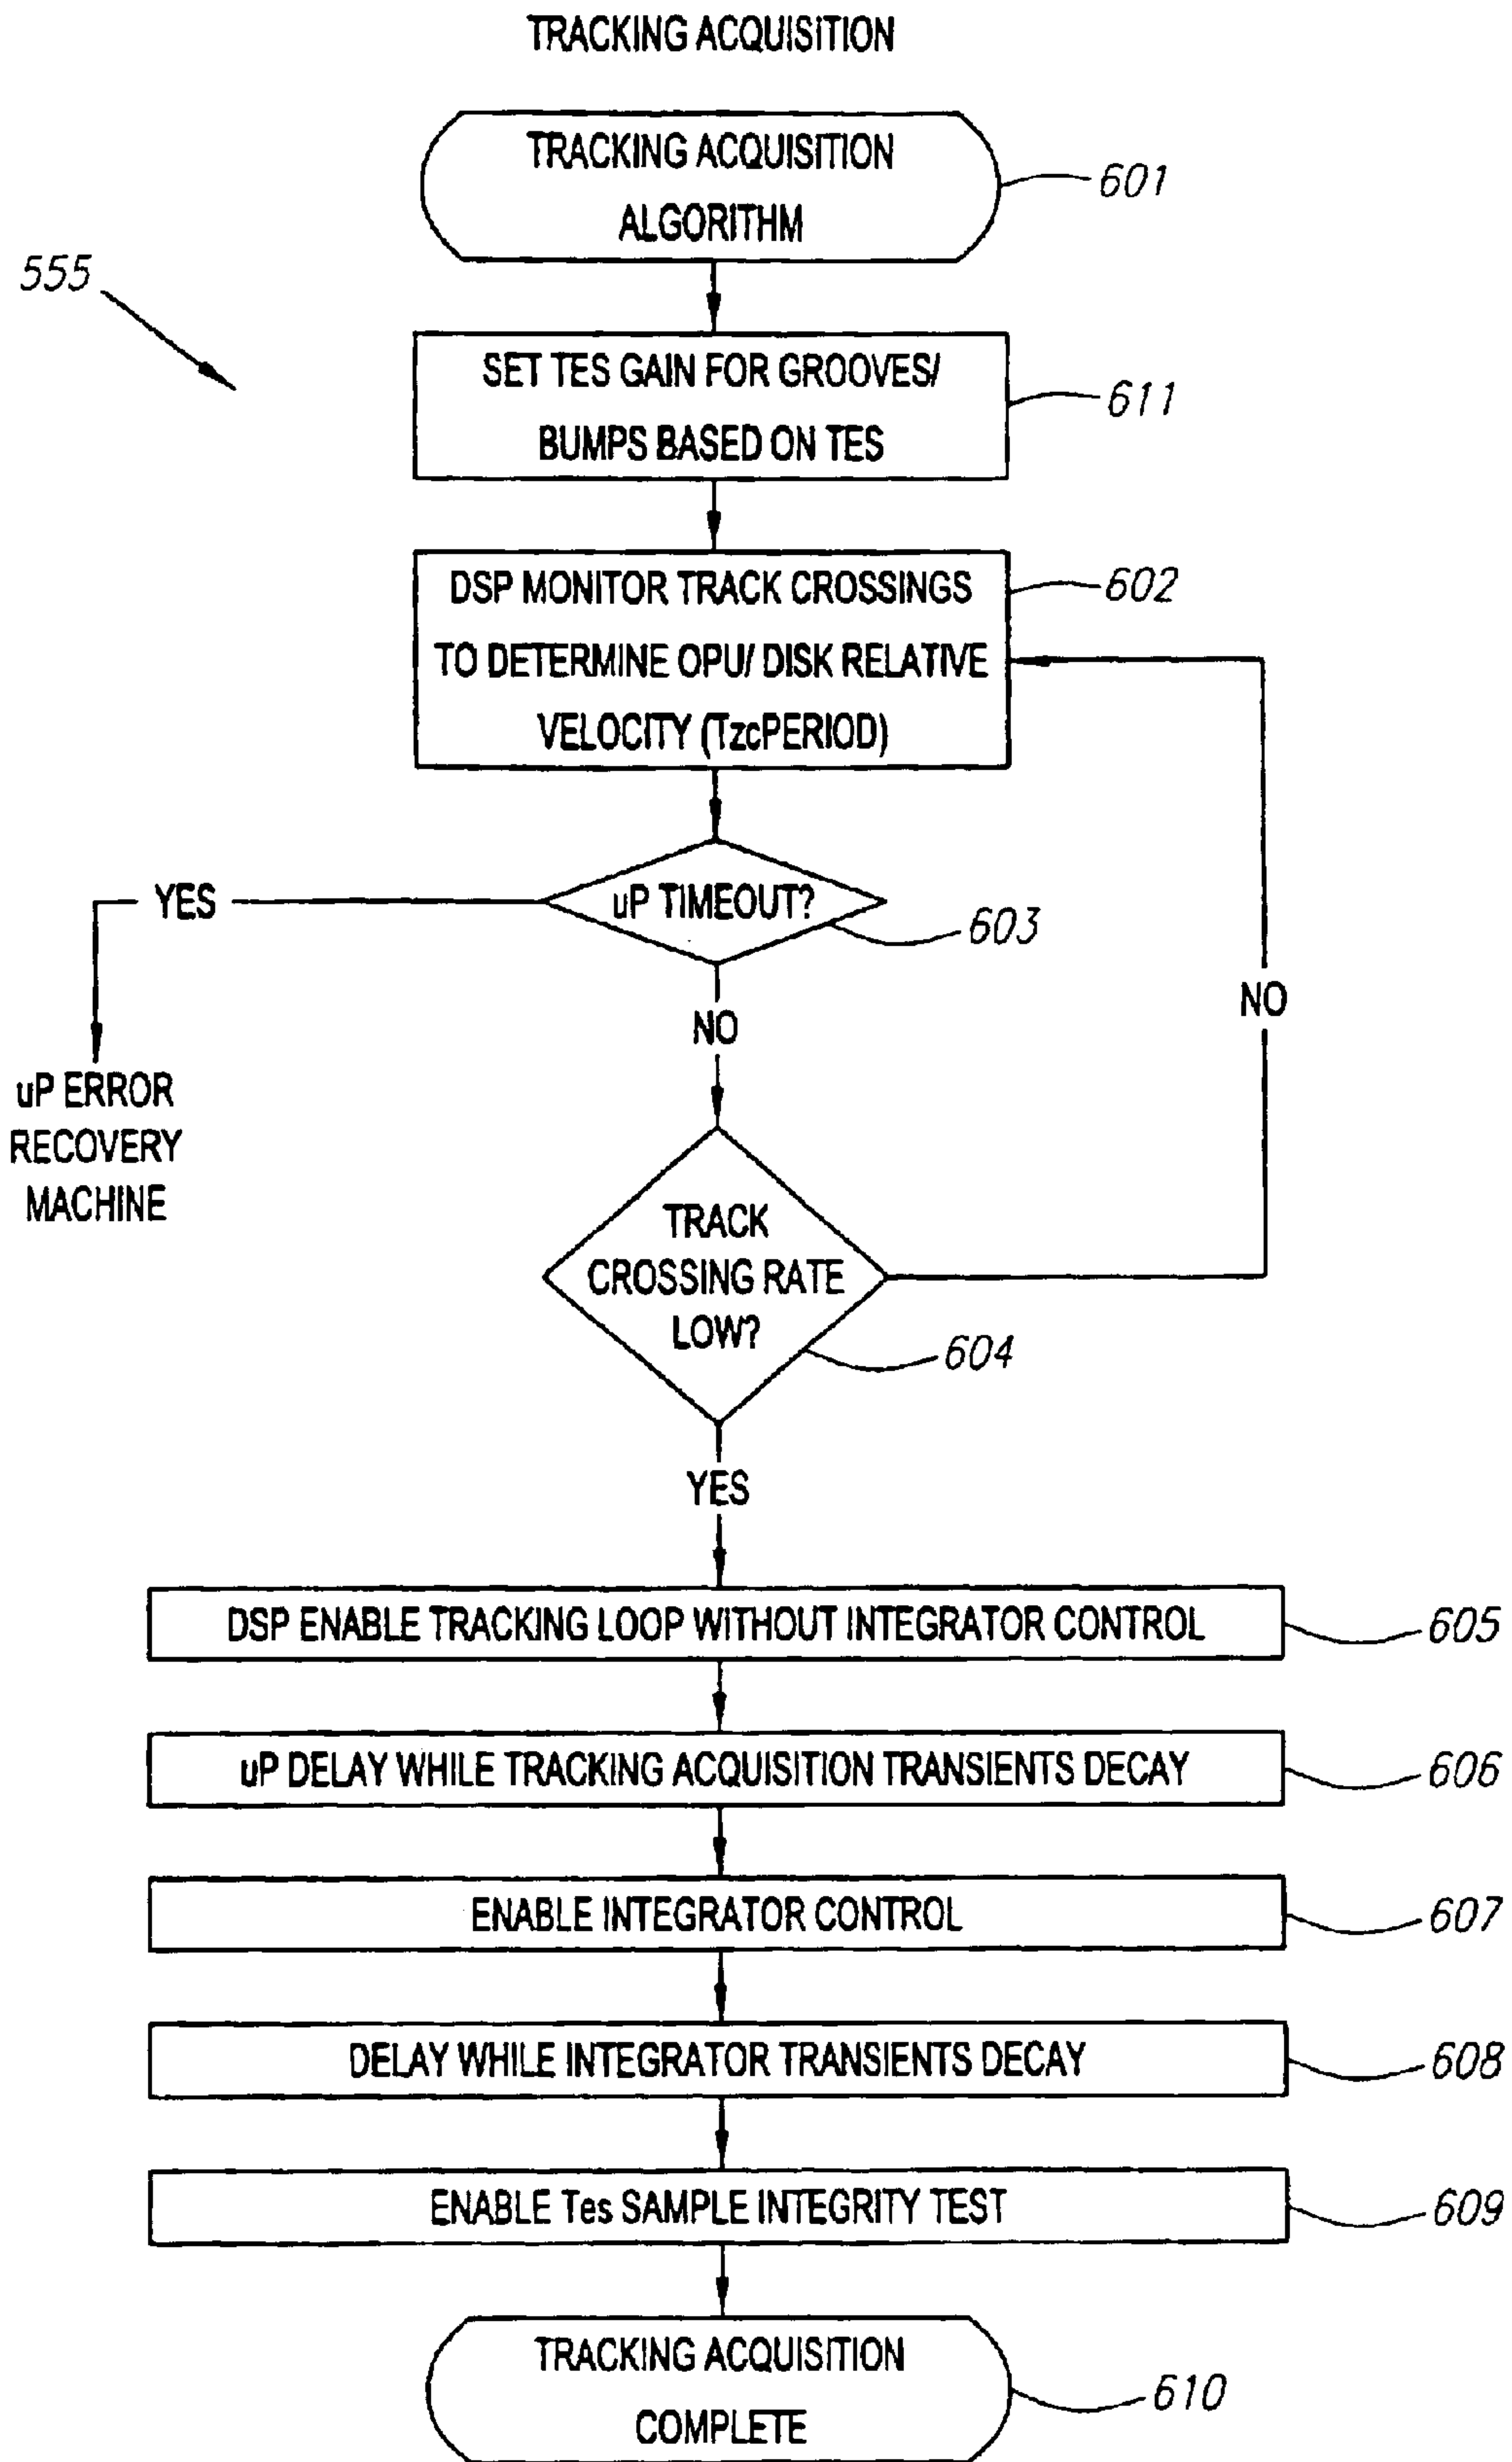 TRACKING ACQUISITION
TRACKING ACQUISITION
ALGORITHM
601
555
SET TES GAIN FOR GROOVES/
BUMPS BASED ON TES
611
DSP MONITOR TRACK CROSSINGS
TO DETERMINE OPU/ DISK RELATIVE
VELOCITY (TzcPERIOD)
602
YES
uP TIMEOUT?
603
NO
NO
uP ERROR
RECOVERY
MACHINE
TRACK
CROSSING RATE
LOW?
604
YES
DSP ENABLE TRACKING LOOP WITHOUT INTEGRATOR CONTROL
605
uP DELAY WHILE TRACKING ACQUISITION TRANSIENTS DECAY
606
ENABLE INTEGRATOR CONTROL
607
DELAY WHILE INTEGRATOR TRANSIENTS DECAY
608
ENABLE Tes SAMPLE INTEGRITY TEST
609
TRACKING ACQUISITION
COMPLETE
610